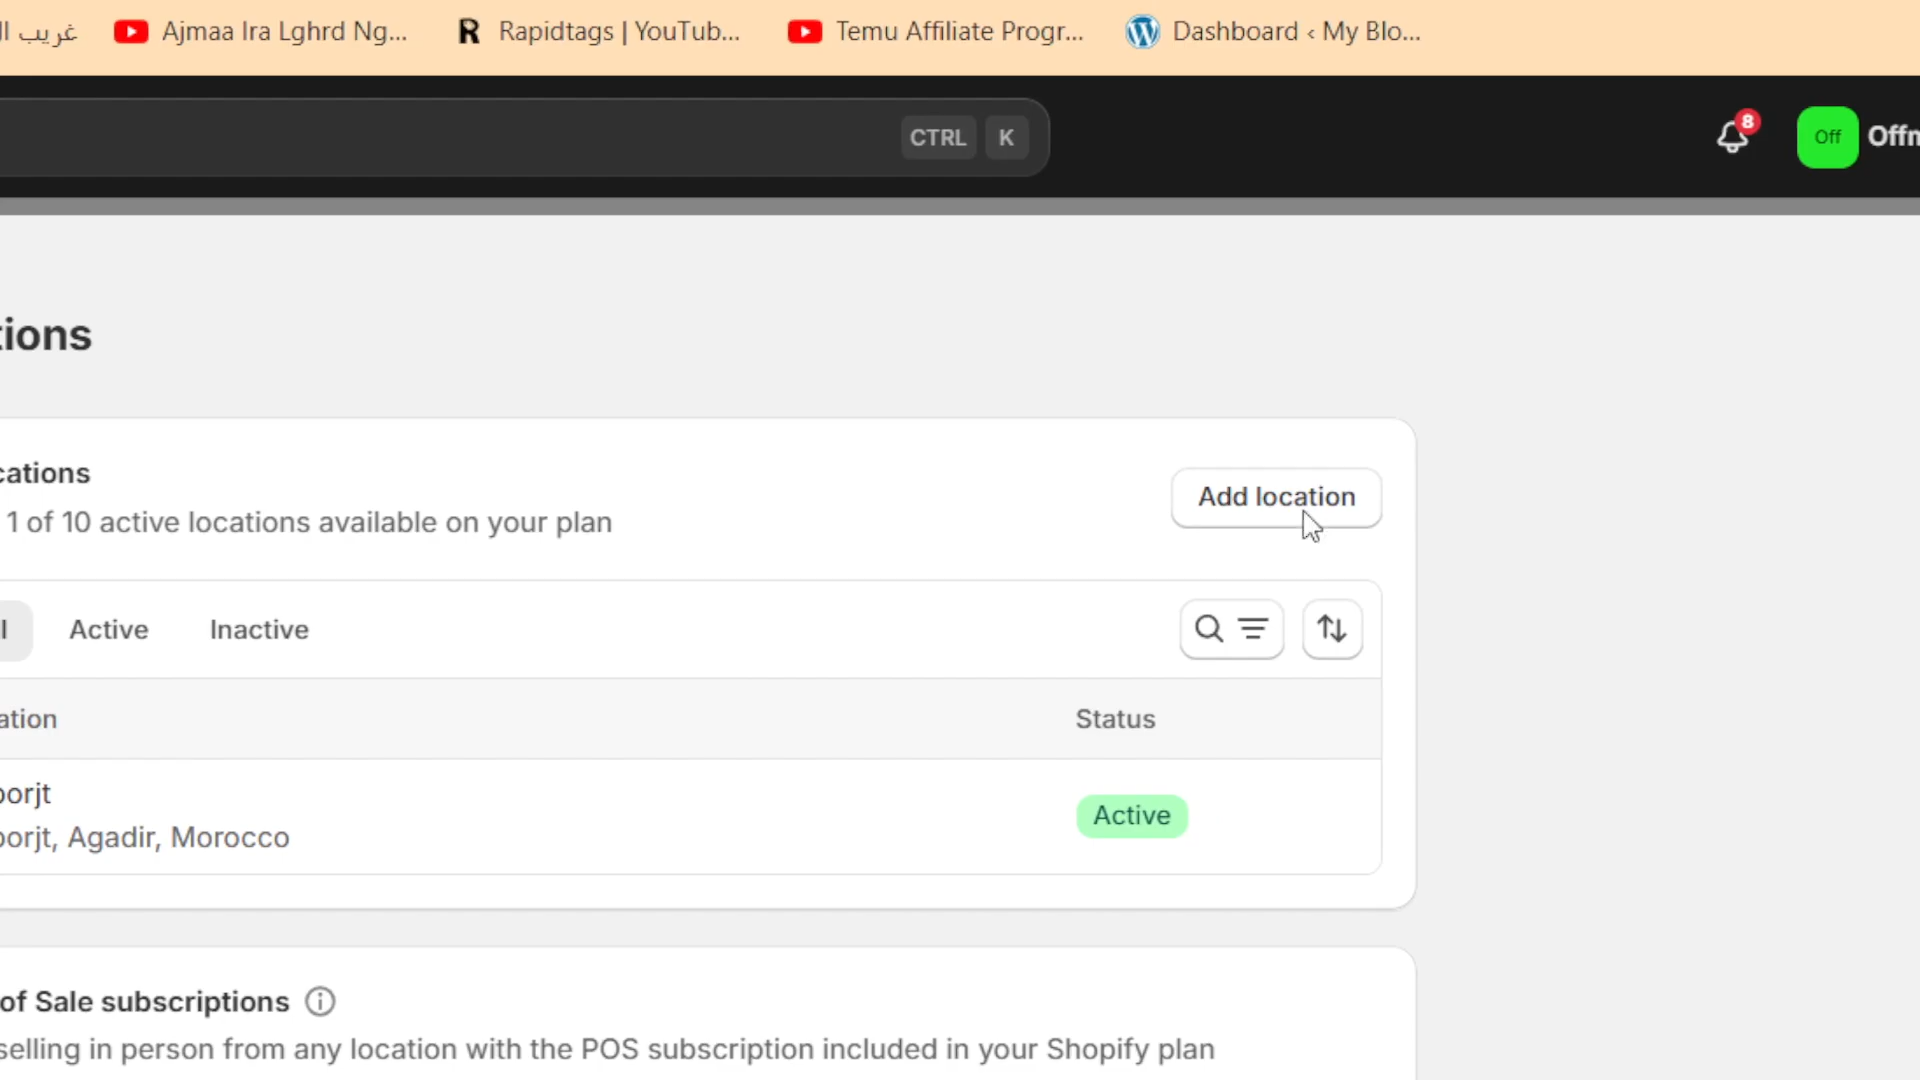 غريب
Ajmaa Ira Lghrd Ng...
Rapidtags | YouTub...
Temu Affiliate Progr...
Dashboard ‹ My Blo...
CTRL K
8
Off
Offn
tions
cations
1 of 10 active locations available on your plan
Add location
l
Active
Inactive
ation
Status
orjt
orjt, Agadir, Morocco
Active
of Sale subscriptions
selling in person from any location with the POS subscription included in your Shopify plan